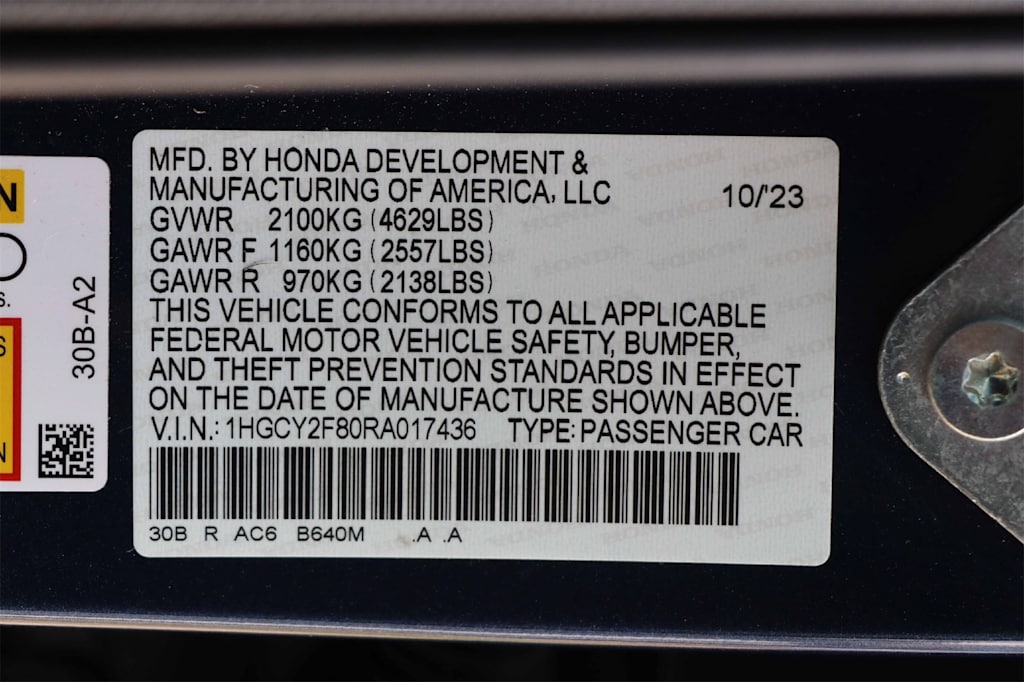 MFD. BY HONDA DEVELOPMENT &
MANUFACTURING OF AMERICA, LLC 10/'23
GVWR 2100KG (4629LBS)
GAWR F 1160KG (2557LBS)
GAWR R 970KG (2138LBS)
THIS VEHICLE CONFORMS TO ALL APPLICABLE
FEDERAL MOTOR VEHICLE SAFETY, BUMPER,
AND THEFT PREVENTION STANDARDS IN EFFECT
ON THE DATE OF MANUFACTURE SHOWN ABOVE.
V.I.N.: 1HGCY2F80RA017436 TYPE: PASSENGER CAR
30B R AC6 B640M .A .A
30B-A2
N
S.
S
N